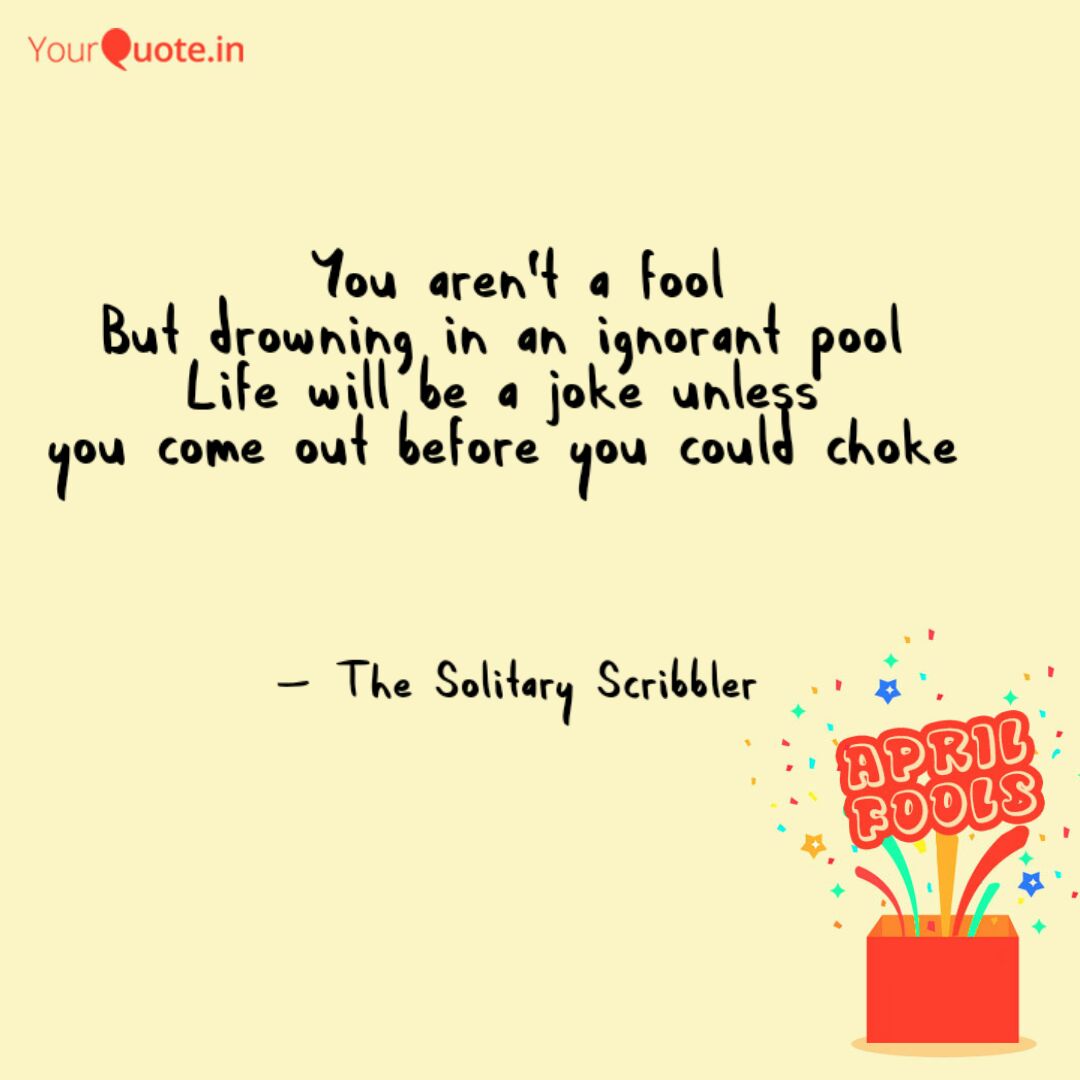 YourQuote.in
You aren't a fool
But drowning in an ignorant pool
Life will be a joke unless
you come out before you could choke
– The Solitary Scribbler
APRIL
FOOLS